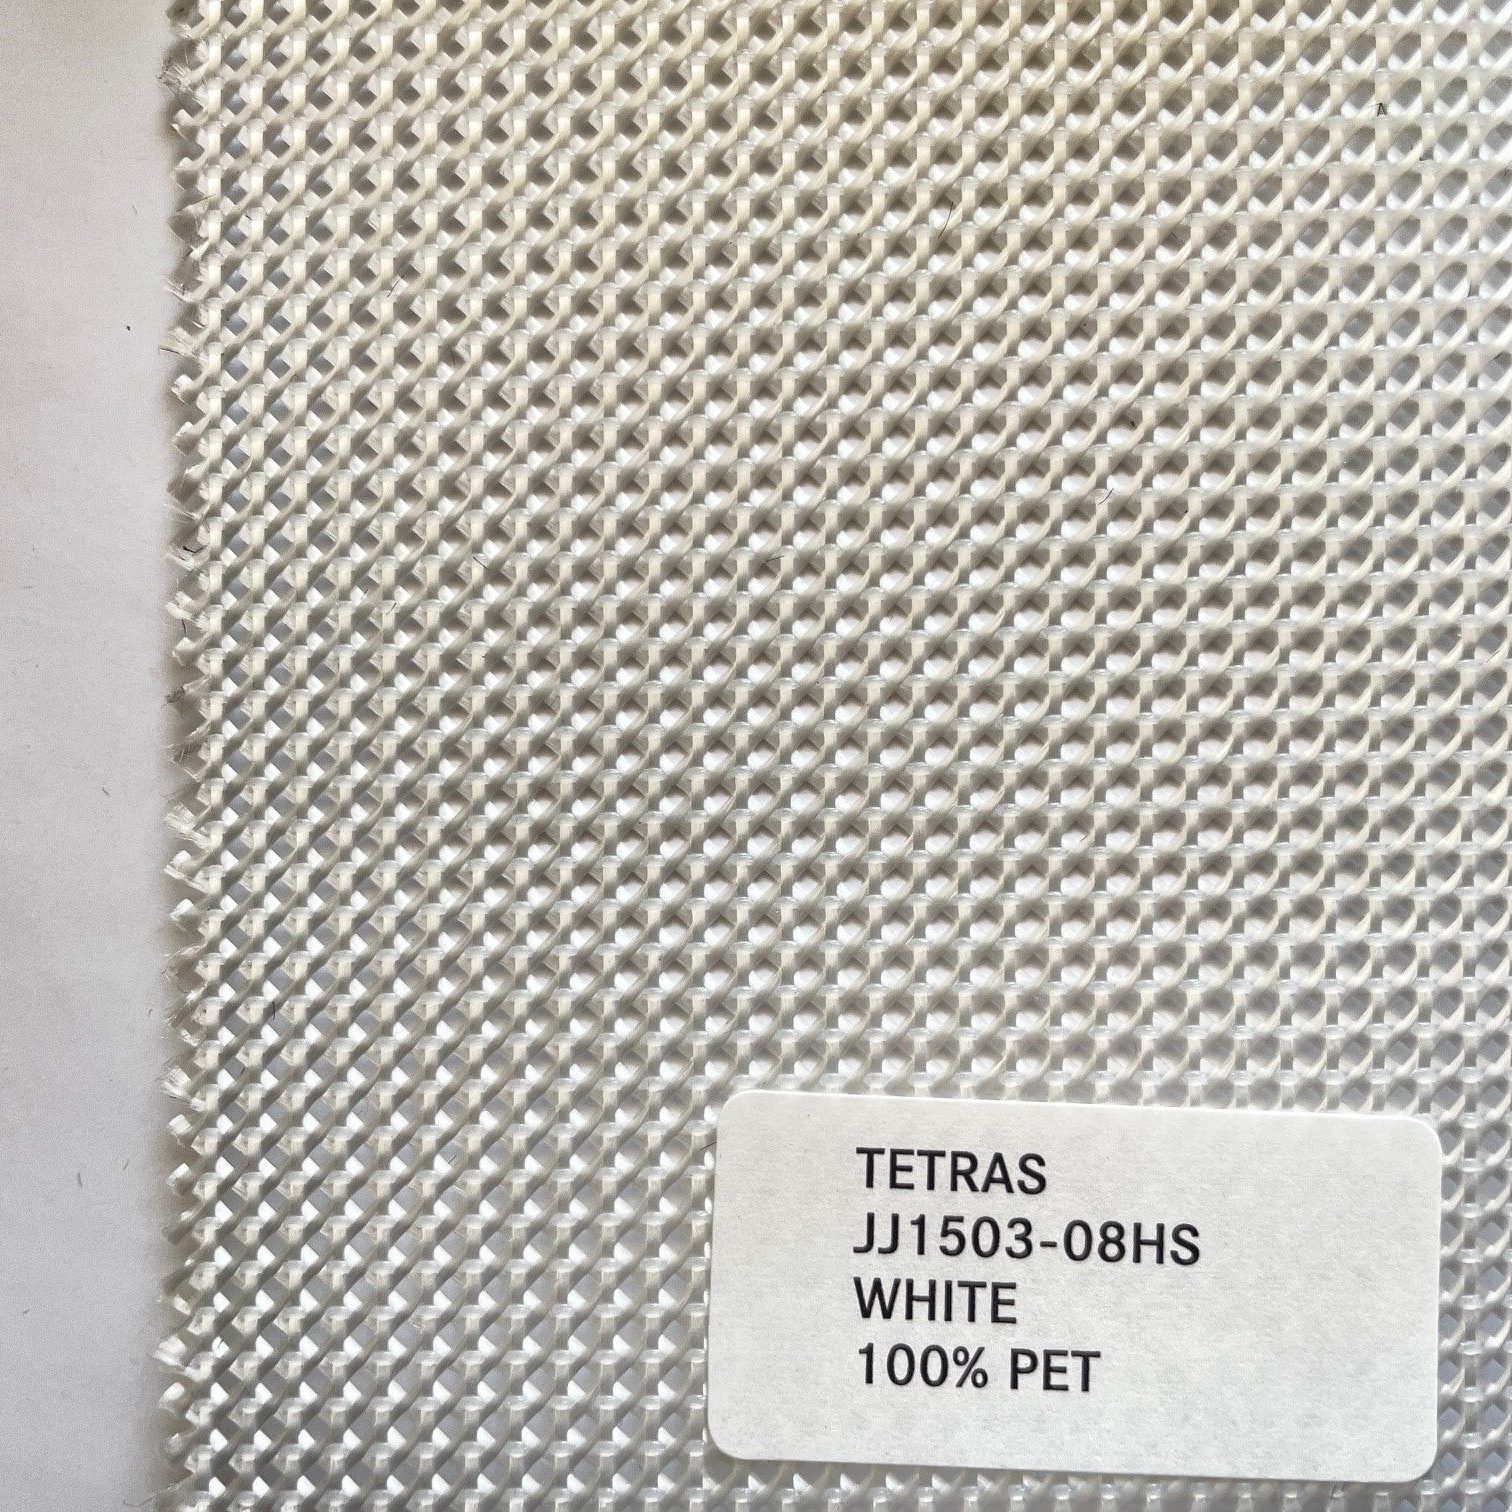 TETRAS
JJ1503-08HS
WHITE
100% PET